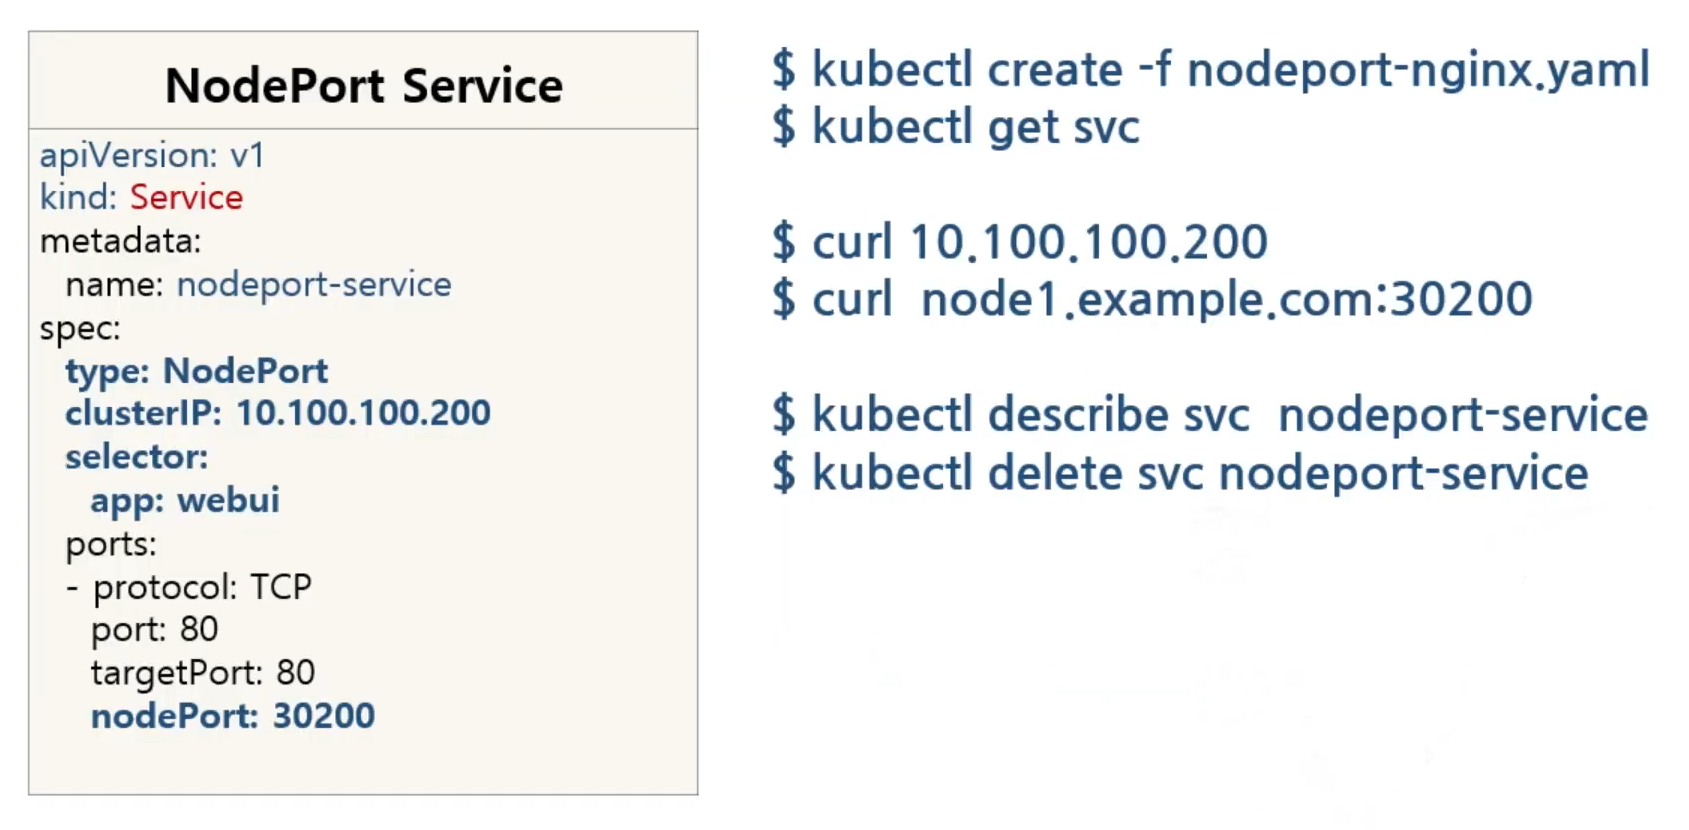 NodePort Service
apiVersion: v1
kind: Service
metadata:
  name: nodeport-service
spec:
  type: NodePort
  clusterIP: 10.100.100.200
  selector:
    app: webui
  ports:
  - protocol: TCP
    port: 80
    targetPort: 80
    nodePort: 30200
$ kubectl create -f nodeport-nginx.yaml
$ kubectl get svc
$ curl 10.100.100.200
$ curl  node1.example.com:30200
$ kubectl describe svc  nodeport-service
$ kubectl delete svc nodeport-service